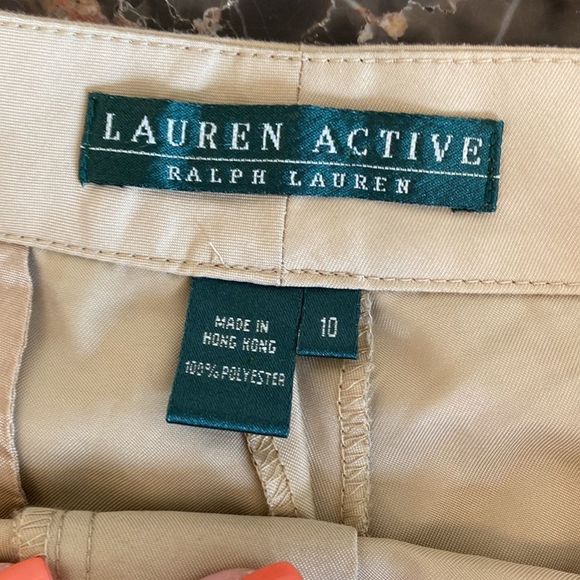 LAUREN ACTIVE
RALPH LAUREN
MADE IN
HONG KONG
100% POLYESTER
10